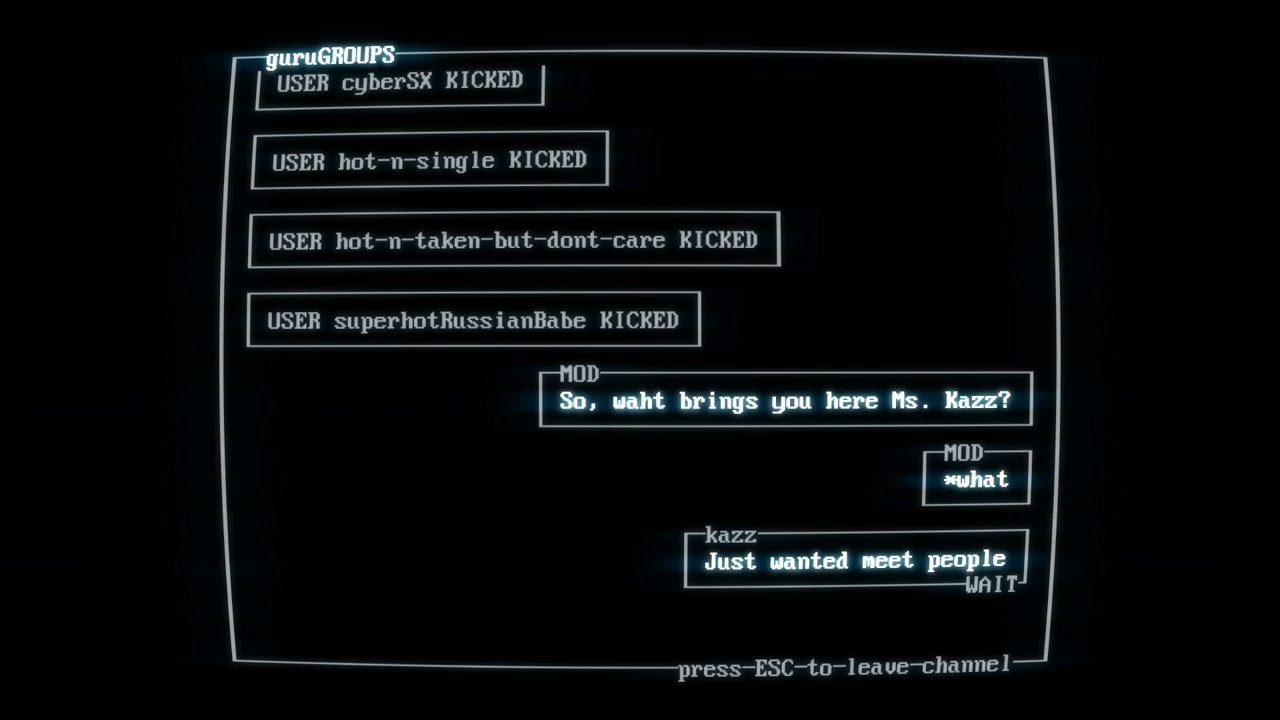 guruGROUPS
USER cyberSX KICKED
USER hot-n-single KICKED
USER hot-n-taken-but-dont-care KICKED
USER superhotRussianBabe KICKED
MOD
So, waht brings you here Ms. Kazz?
MOD
*what
kazz
Just wanted meet people
WAIT
press-ESC-to-leave-channel